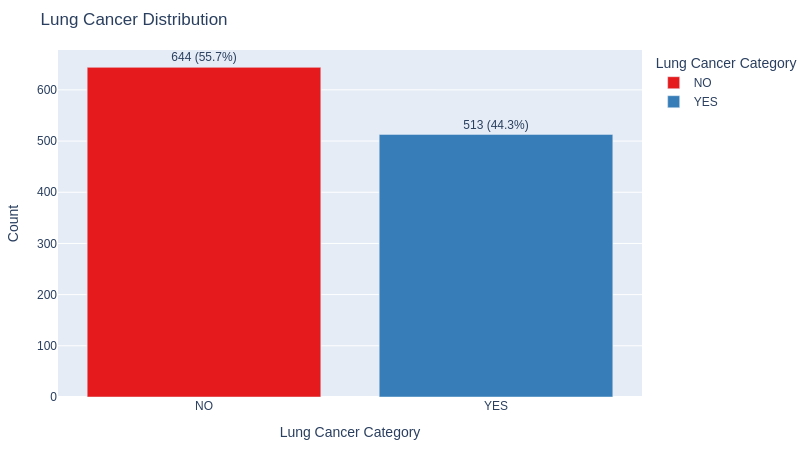 Lung Cancer Distribution
644 (55.7%)
513 (44.3%)
600
500
400
300
200
100
0
Count
NO
YES
Lung Cancer Category
Lung Cancer Category
NO
YES